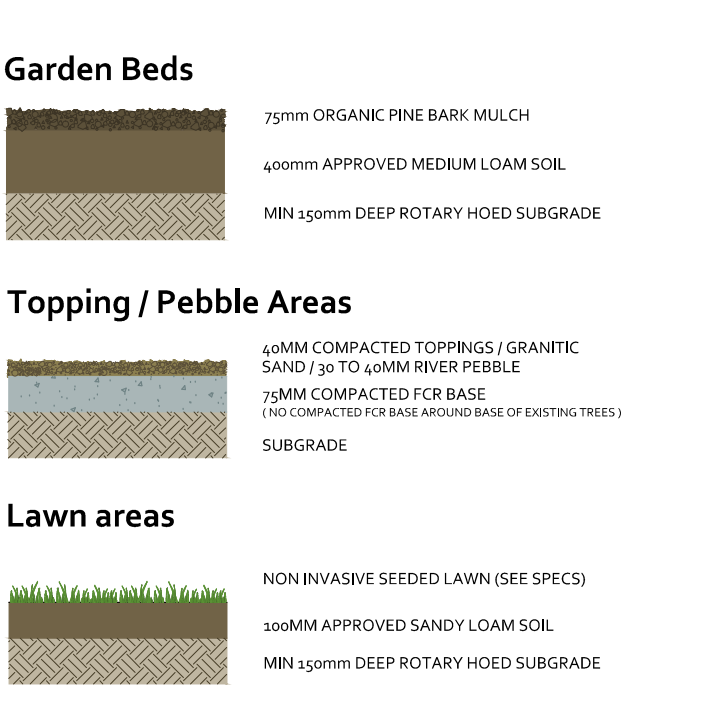 Garden Beds
75mm ORGANIC PINE BARK MULCH
400mm APPROVED MEDIUM LOAM SOIL
MIN 150mm DEEP ROTARY HOED SUBGRADE
Topping / Pebble Areas
40MM COMPACTED TOPPINGS / GRANITIC
SAND / 30 TO 40MM RIVER PEBBLE
75MM COMPACTED FCR BASE
( NO COMPACTED FCR BASE AROUND BASE OF EXISTING TREES )
SUBGRADE
Lawn areas
NON INVASIVE SEEDED LAWN (SEE SPECS)
100MM APPROVED SANDY LOAM SOIL
MIN 150mm DEEP ROTARY HOED SUBGRADE